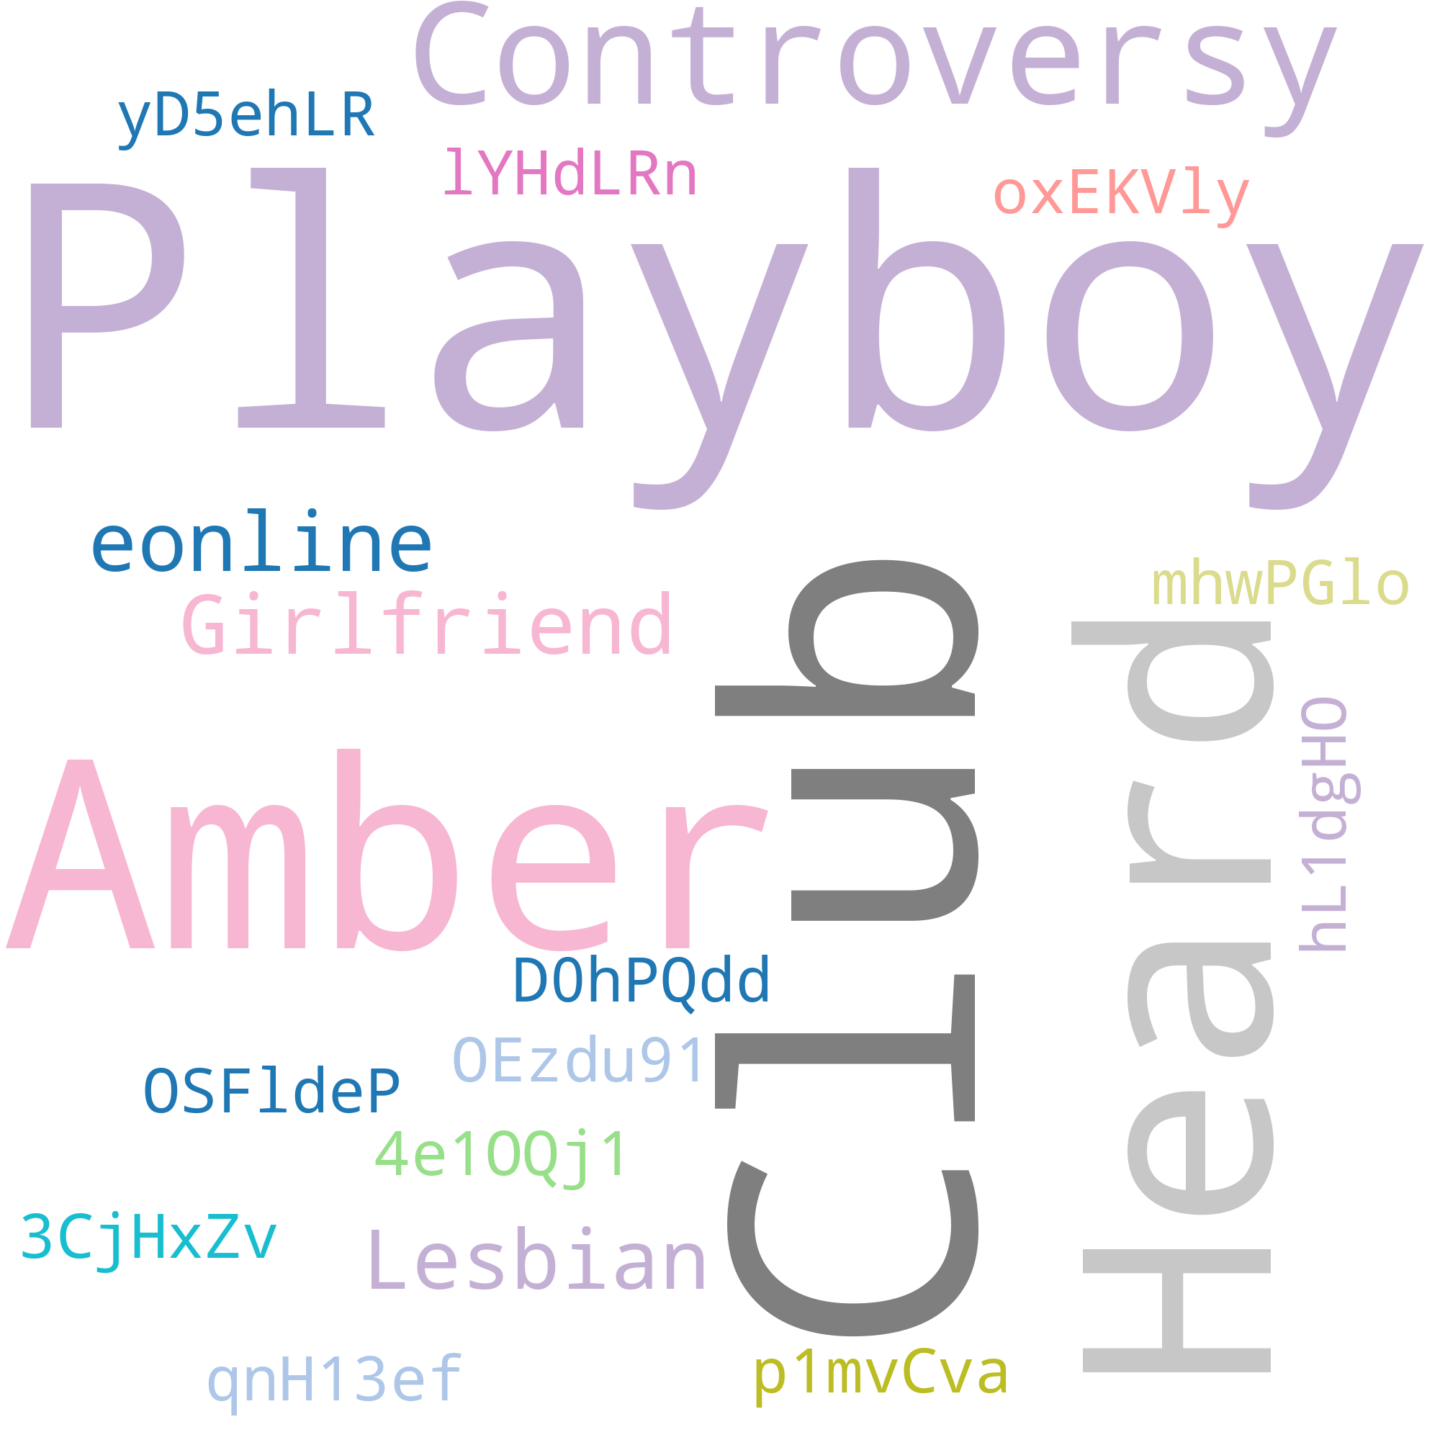 Controversy
yD5ehLR
lYHdLRn
oxEKVly
Playboy
eonline
mhwPGlo
Girlfriend
Club
Heard
hL1dgHO
Amber
D0hPQdd
OEzdu91
OSFldeP
4e1OQj1
3CjHxZv
Lesbian
qnH13ef
p1mvCva